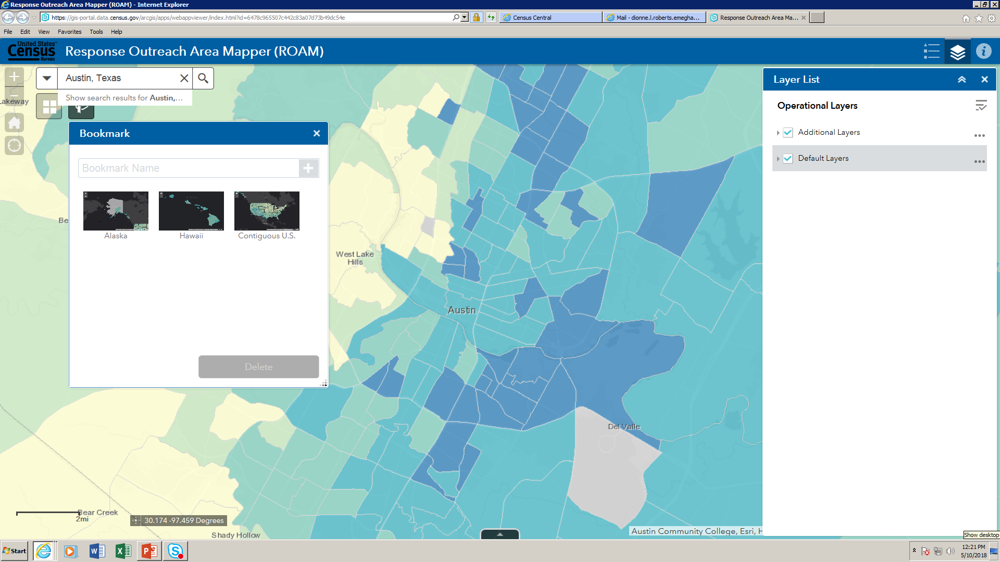 Response Outreach Area Mapper (ROAM) - Internet Explorer
https://gis-portal.data.census.gov/arcgis/apps/webappviewer/index.html?id=6478c965507c442c83a07d73b49dc54e
Census Central
Mail - dionne.l.roberts.emegha...
Response Outreach Area Ma...
File Edit View Favorites Tools Help
United States
Census
Bureau
Response Outreach Area Mapper (ROAM)
Austin, Texas
Show search results for Austin,...
Lakeway
Bookmark
Bookmark Name
Alaska
Hawaii
Contiguous U.S.
Delete
Be
West Lake
Hills
Austin
Del Valle
Bear Creek
2mi
30.174 -97.459 Degrees
Shady Hollow
Austin Community College, Esri, H
Layer List
Operational Layers
Additional Layers
Default Layers
Show desktop
Start
12:21 PM
5/10/2018